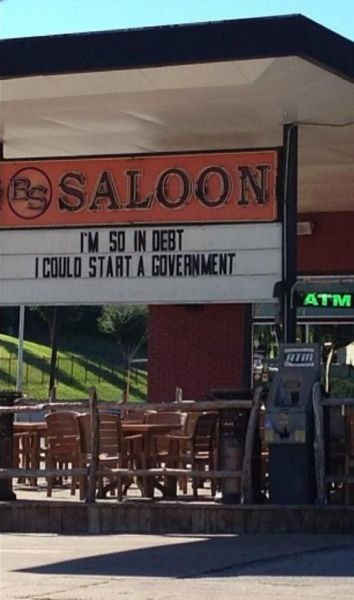 BS SALOON
I'M SO IN DEBT
I COULD START A GOVERNMENT
ATM
ATM